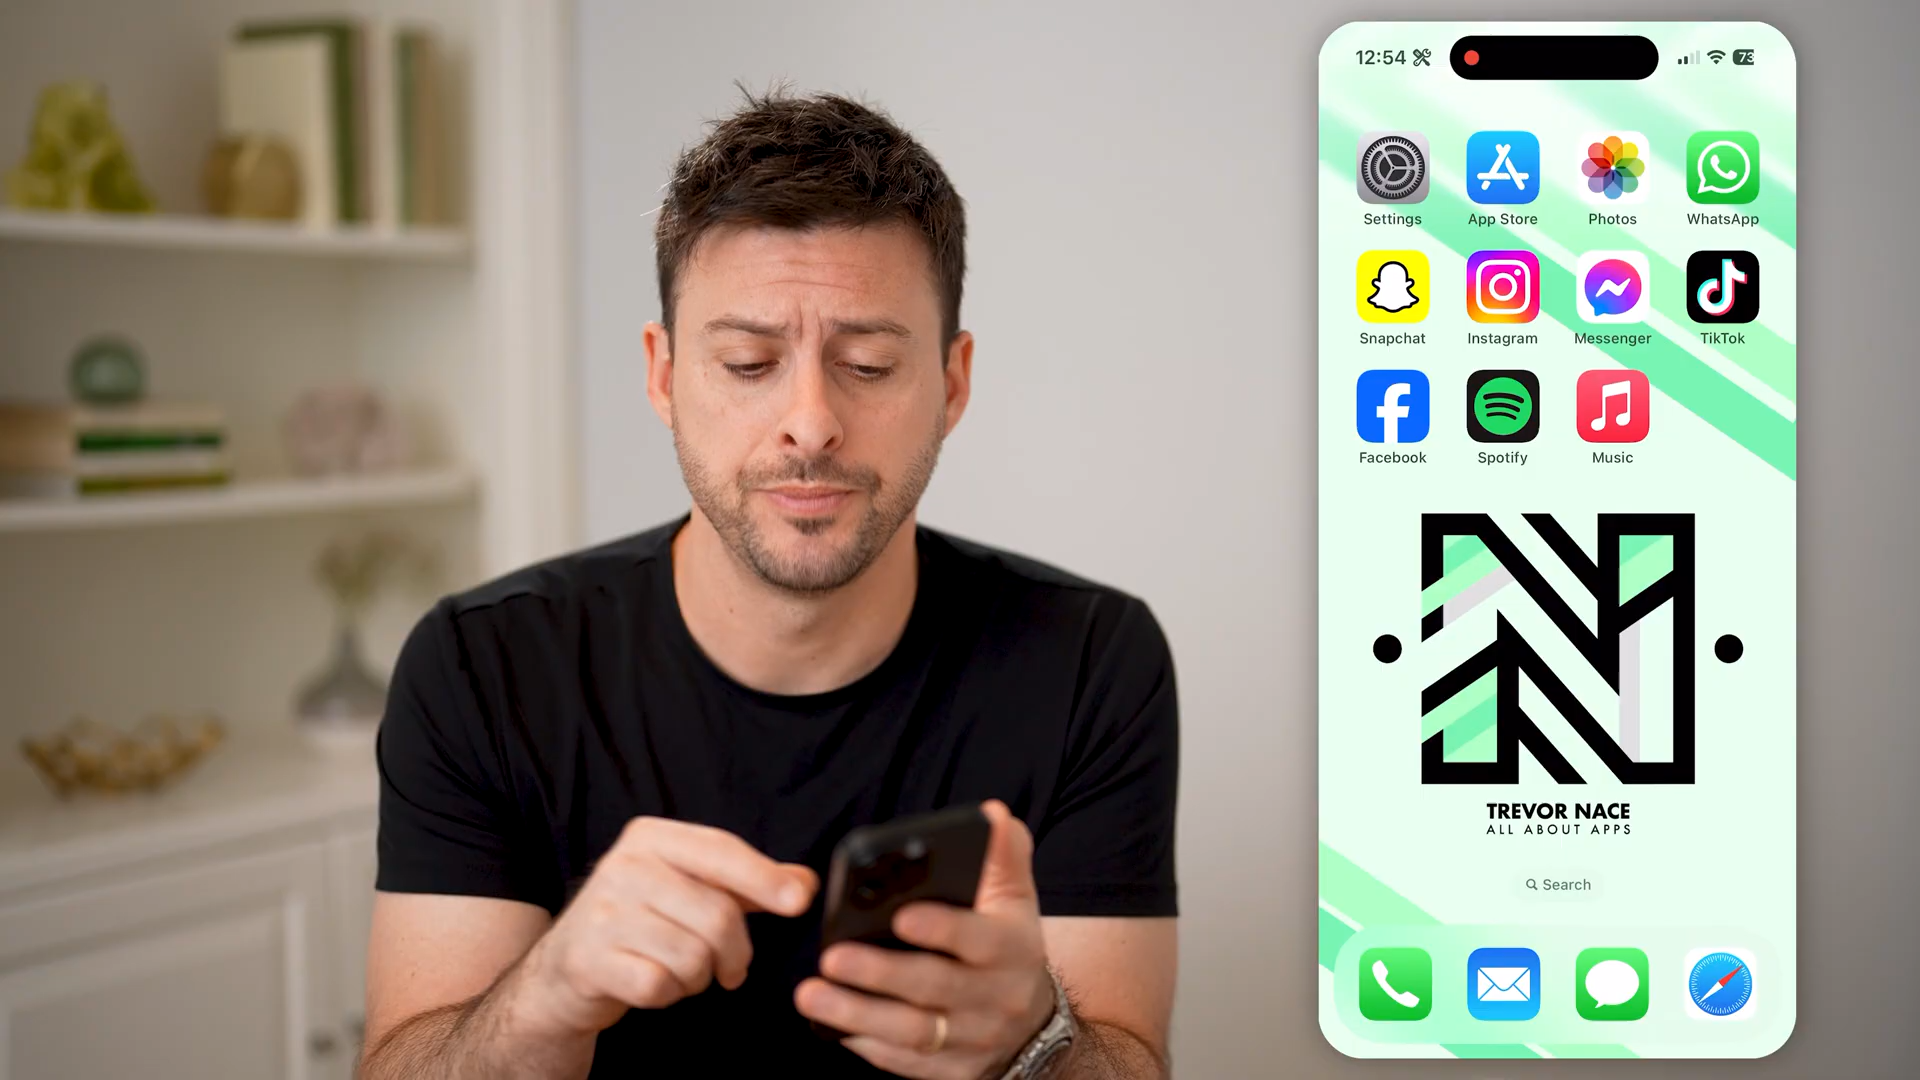 12:54
73
Settings
App Store
Photos
WhatsApp
Snapchat
Instagram
Messenger
TikTok
Facebook
Spotify
Music
TREVOR NACE
ALL ABOUT APPS
Search